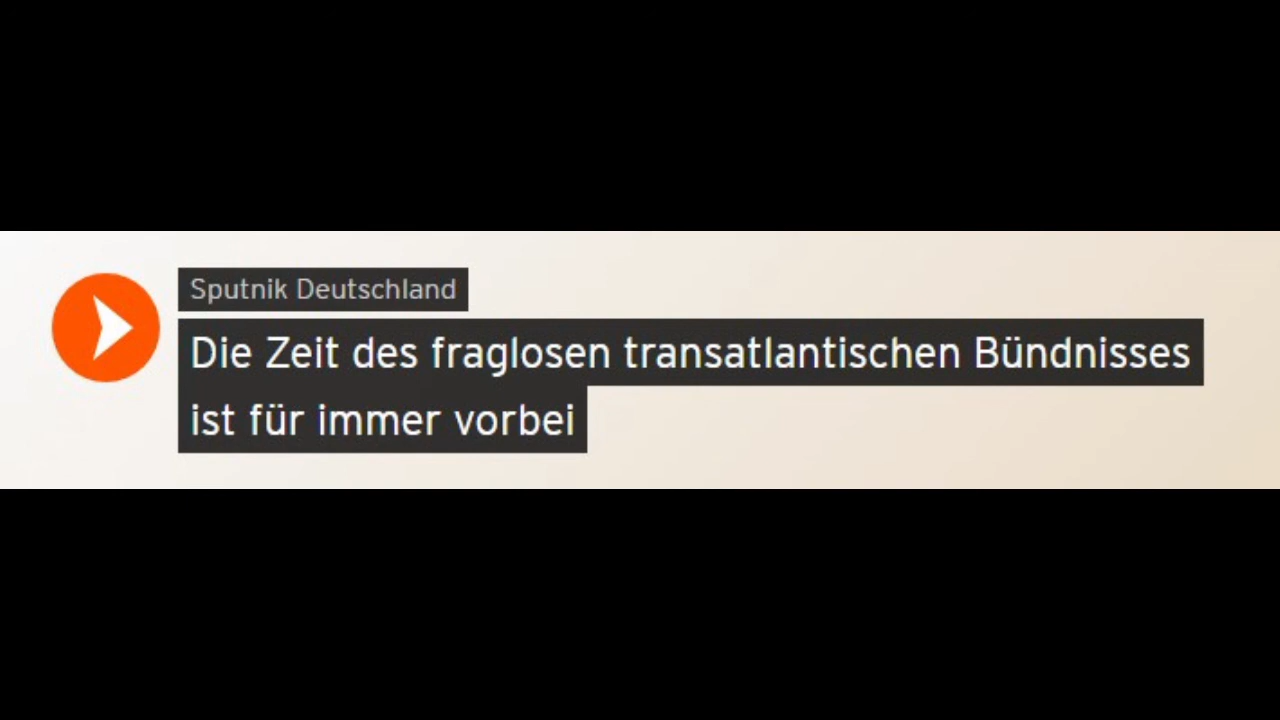 Sputnik Deutschland
Die Zeit des fraglosen transatlantischen Bündnisses
ist für immer vorbei